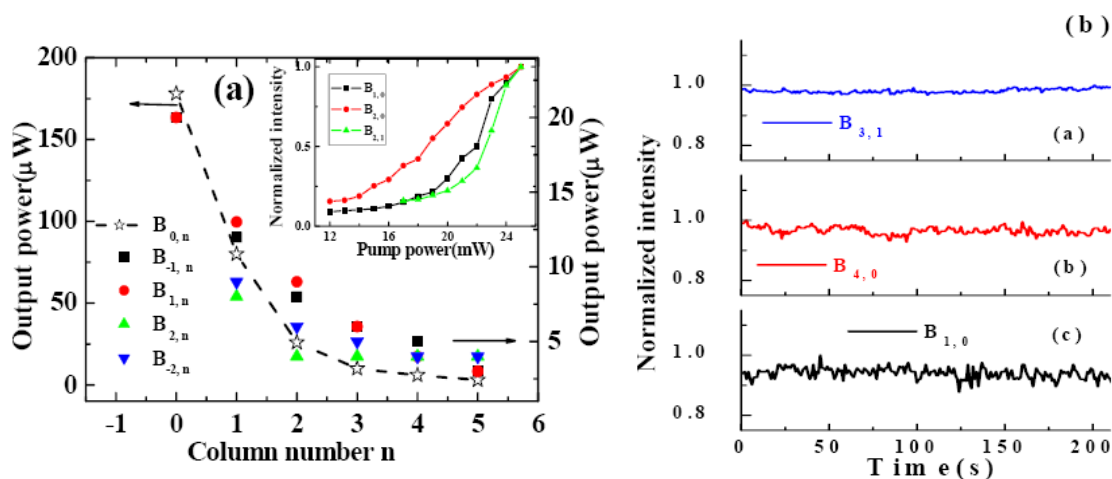 (a)
Output power(μW)
200
150
100
50
0
-1 0 1 2 3 4 5 6
Column number n
20
15
10
5
Output power(μW)
B0, n
B-1, n
B1, n
B2, n
B-2, n
Normalized intensity
1.0
0.5
0.0
12 16 20 24
Pump power(mW)
B1, 0
B2, 0
B2, 1
(b)
Normalized intensity
1.0
0.8
B3, 1
(a)
1.0
0.8
B4, 0
(b)
1.0
0.8
B1, 0
(c)
0 50 100 150 200
Time(s)